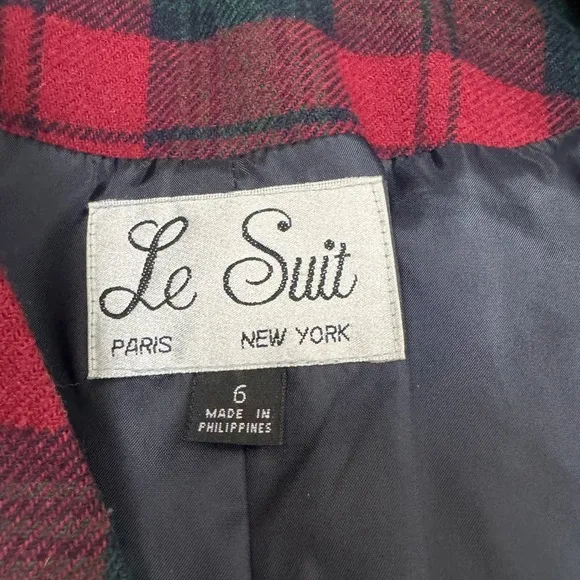 Le Suit
PARIS NEW YORK
6
MADE IN
PHILIPPINES